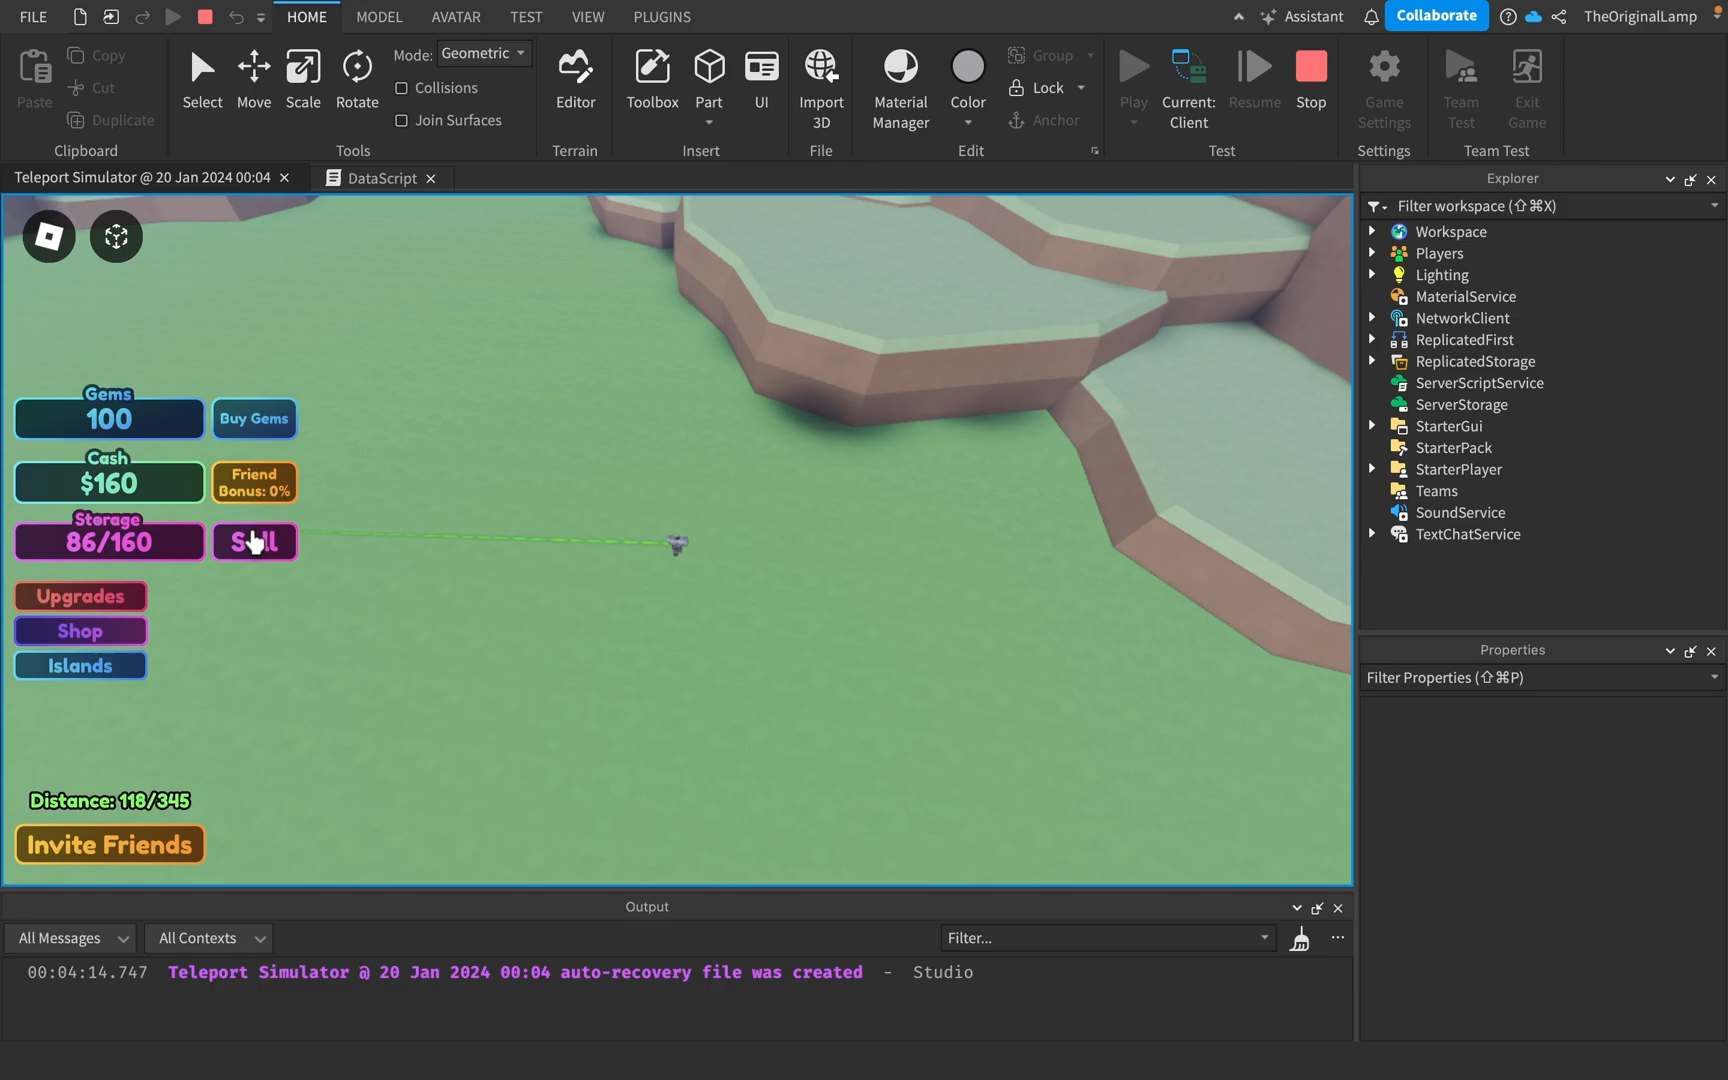 FILE
HOME
MODEL
AVATAR
TEST
VIEW
PLUGINS
Assistant
Collaborate
TheOriginalLamp
Paste
Copy
Cut
Duplicate
Clipboard
Select
Move
Scale
Rotate
Mode: Geometric
Collisions
Join Surfaces
Tools
Editor
Terrain
Toolbox
Part
UI
Insert
Import
3D
File
Material
Manager
Color
Group
Lock
Anchor
Edit
Play
Current:
Client
Resume
Stop
Test
Game
Settings
Settings
Team
Test
Exit
Game
Team Test
Teleport Simulator @ 20 Jan 2024 00:04
DataScript
Gems
100
Buy Gems
Cash
$160
Friend
Bonus: 0%
Storage
86/160
Upgrades
Shop
Islands
Distance: 118/345
Invite Friends
Explorer
Filter workspace (⇧⌘X)
Workspace
Players
Lighting
MaterialService
NetworkClient
ReplicatedFirst
ReplicatedStorage
ServerScriptService
ServerStorage
StarterGui
StarterPack
StarterPlayer
Teams
SoundService
TextChatService
Properties
Filter Properties (⇧⌘P)
Output
All Messages
All Contexts
Filter...
00:04:14.747 Teleport Simulator @ 20 Jan 2024 00:04 auto-recovery file was created - Studio